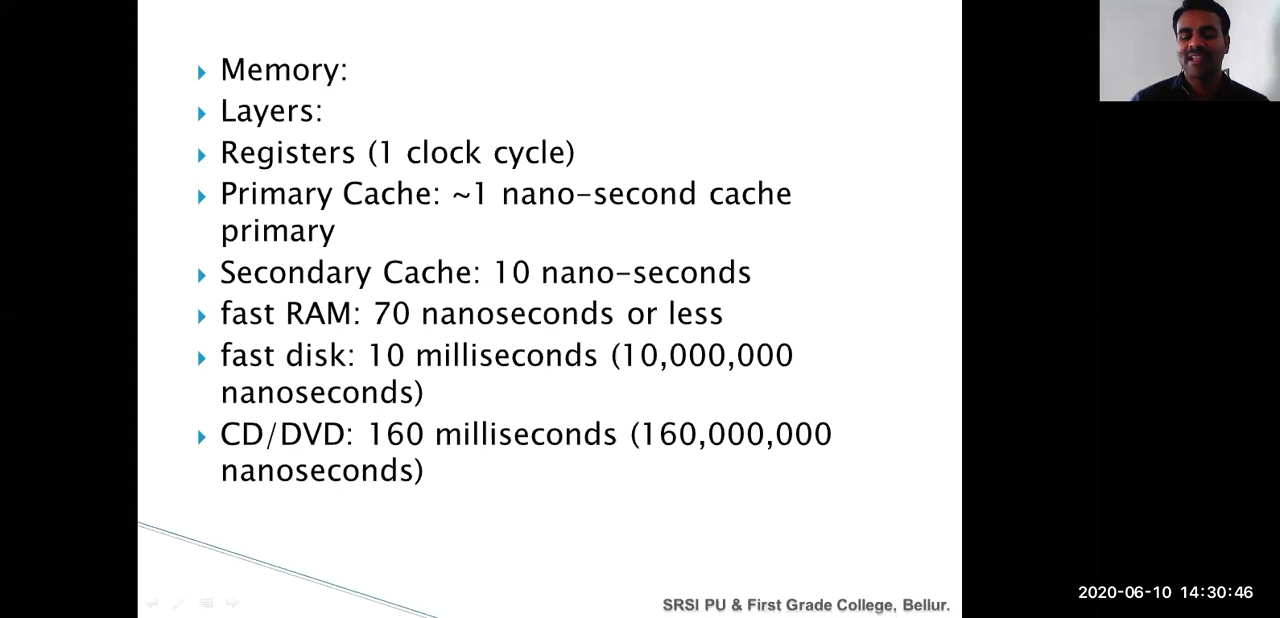 Memory:
Layers:
Registers (1 clock cycle)
Primary Cache: ~1 nano-second cache
primary
Secondary Cache: 10 nano-seconds
fast RAM: 70 nanoseconds or less
fast disk: 10 milliseconds (10,000,000
nanoseconds)
CD/DVD: 160 milliseconds (160,000,000
nanoseconds)
SRSI PU & First Grade College, Bellur.
2020-06-10 14:30:46